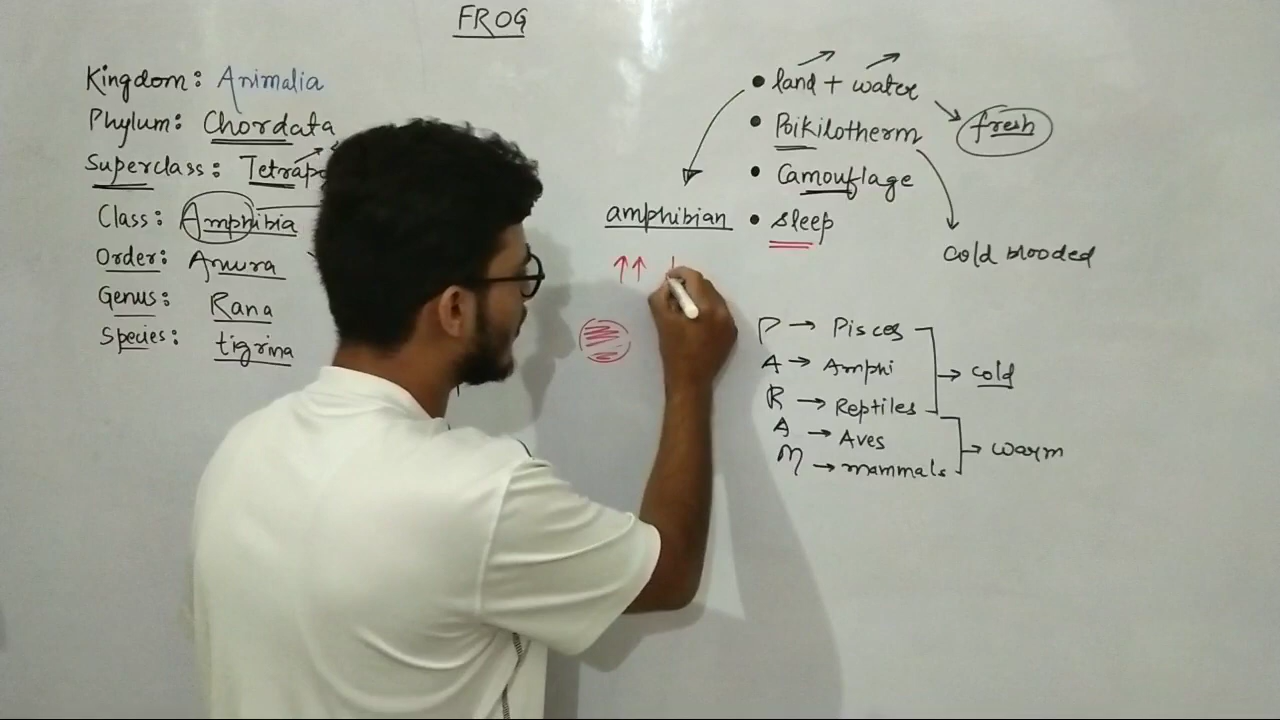 FROG
Kingdom: Animalia
Phylum: Chordata
Superclass:
Class: Amphibia
Order: Anura
Genus: Rana
Species: tigrina
• land + water
fresh
• Poikilotherm
• Camouflage
amphibian
• sleep
Cold blooded
P → Pisces
A → Amphi
cold
R → Reptiles
A → Aves
warm
M → mammals